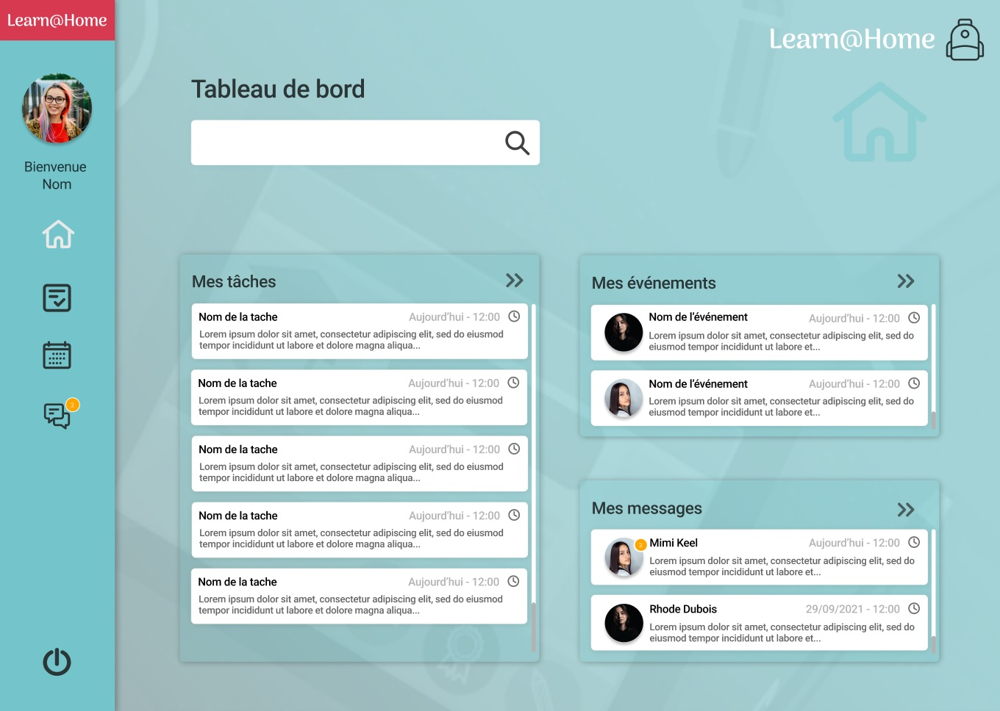 Learn@Home
Learn@Home
Bienvenue
Nom
2
Tableau de bord
Mes tâches
Nom de la tache
Aujourd'hui - 12:00
Lorem ipsum dolor sit amet, consectetur adipiscing elit, sed do eiusmod
tempor incididunt ut labore et dolore magna aliqua...
Nom de la tache
Aujourd'hui - 12:00
Lorem ipsum dolor sit amet, consectetur adipiscing elit, sed do eiusmod
tempor incididunt ut labore et dolore magna aliqua...
Nom de la tache
Aujourd'hui - 12:00
Lorem ipsum dolor sit amet, consectetur adipiscing elit, sed do eiusmod
tempor incididunt ut labore et dolore magna aliqua...
Nom de la tache
Aujourd'hui - 12:00
Lorem ipsum dolor sit amet, consectetur adipiscing elit, sed do eiusmod
tempor incididunt ut labore et dolore magna aliqua...
Nom de la tache
Aujourd'hui - 12:00
Lorem ipsum dolor sit amet, consectetur adipiscing elit, sed do eiusmod
tempor incididunt ut labore et dolore magna aliqua...
Mes événements
Nom de l'événement
Aujourd'hui - 12:00
Lorem ipsum dolor sit amet, consectetur adipiscing elit, sed do
eiusmod tempor incididunt ut labore et...
Nom de l'événement
Aujourd'hui - 12:00
Lorem ipsum dolor sit amet, consectetur adipiscing elit, sed do
eiusmod tempor incididunt ut labore et...
Mes messages
2
Mimi Keel
Aujourd'hui - 12:00
Lorem ipsum dolor sit amet, consectetur adipiscing elit, sed do
eiusmod tempor incididunt ut labore et...
Rhode Dubois
29/09/2021 - 12:00
Lorem ipsum dolor sit amet, consectetur adipiscing elit, sed do
eiusmod tempor incididunt ut labore et...